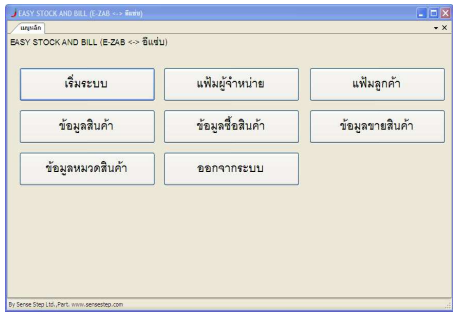 EASY STOCK AND BILL (E-ZAB <-> อีแซ่บ)
เมนูหลัก
EASY STOCK AND BILL (E-ZAB <-> อีแซ่บ)
เริ่มระบบ แฟ้มผู้จำหน่าย แฟ้มลูกค้า
ข้อมูลสินค้า ข้อมูลซื้อสินค้า ข้อมูลขายสินค้า
ข้อมูลหมวดสินค้า ออกจากระบบ
By Sense Step Ltd.,Part. www.sensestep.com